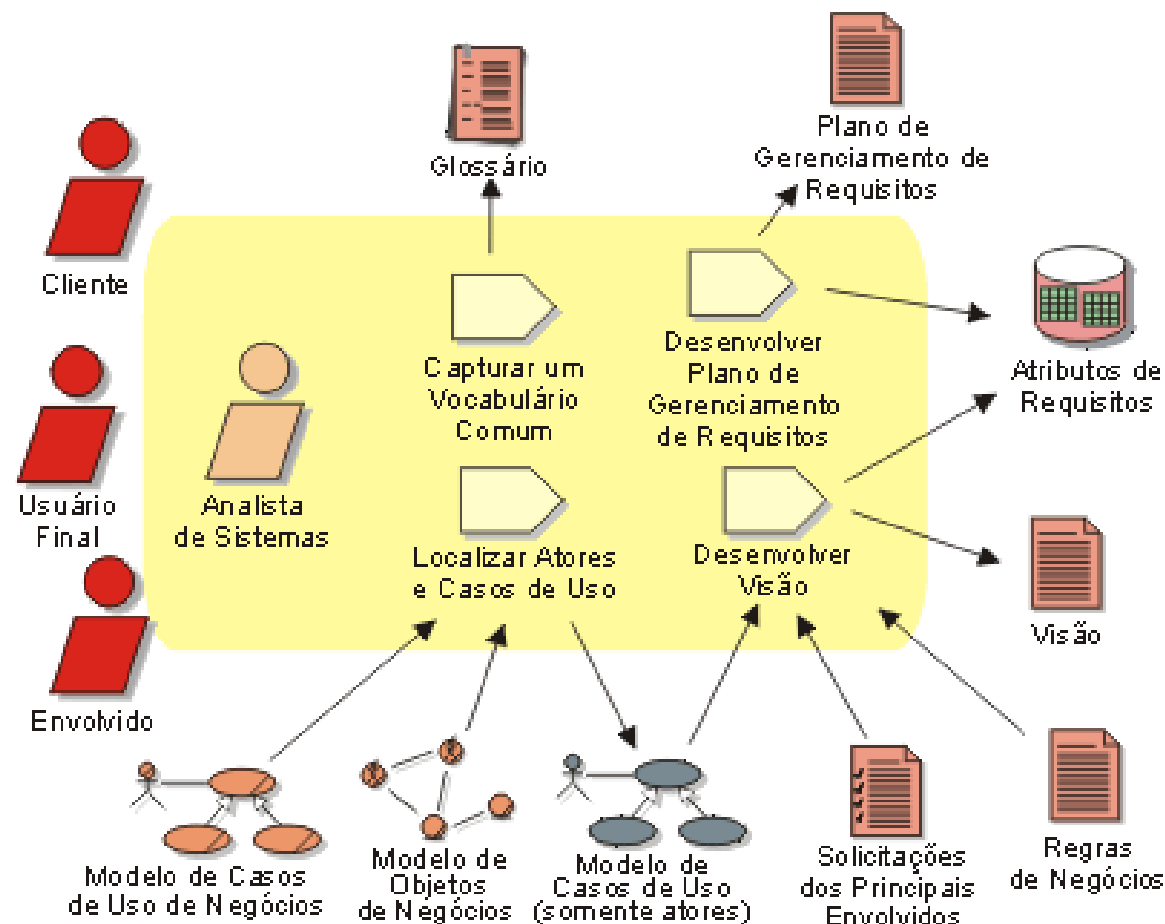 Glossário
Plano de
Gerenciamento de
Requisitos
Cliente
Capturar um
Vocabulário
Comum
Desenvolver
Plano de
Gerenciamento
de Requisitos
Atributos de
Requisitos
Usuário
Final
Analista
de Sistemas
Localizar Atores
e Casos de Uso
Desenvolver
Visão
Visão
Envolvido
Modelo de Casos
de Uso de Negócios
Modelo de
Objetos
de Negócios
Modelo de
Casos de Uso
(somente atores)
Solicitações
dos Principais
Envolvidos
Regras
de Negócios